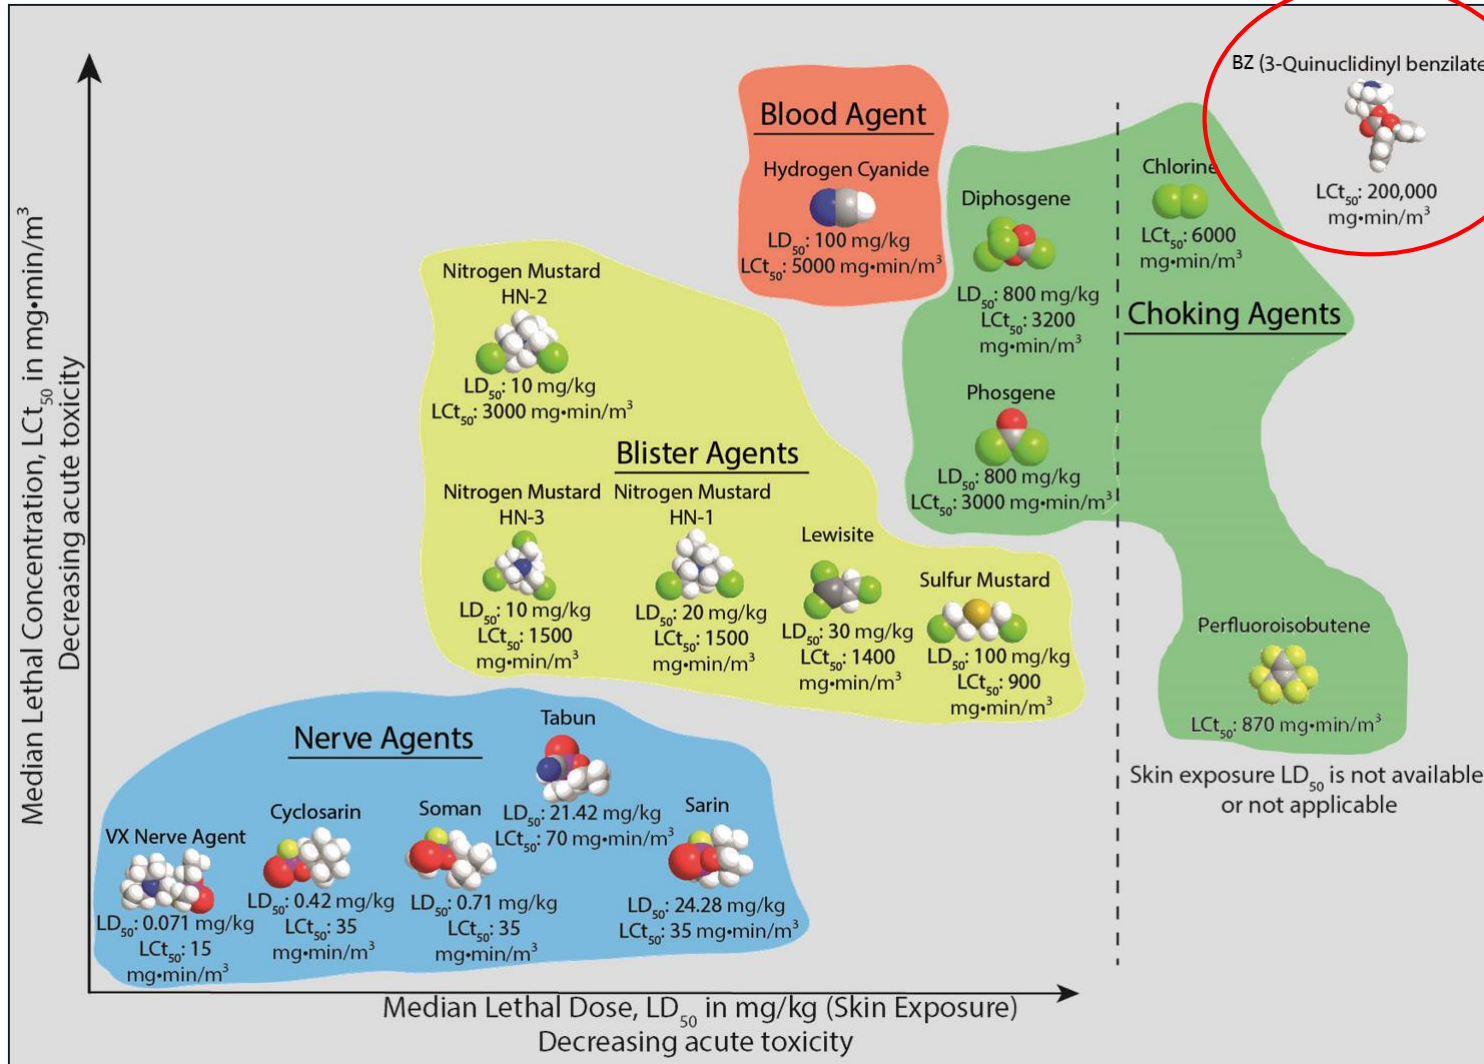 Median Lethal Concentration, LCt50 in mg•min/m³
Decreasing acute toxicity
Blood Agent
Hydrogen Cyanide
LD50: 100 mg/kg
LCt50: 5000 mg•min/m³
BZ (3-Quinuclidinyl benzilate
LCt50: 200,000
mg•min/m³
Diphosgene
LD50: 800 mg/kg
LCt50: 3200
mg•min/m³
Chlorine
LCt50: 6000
mg•min/m³
Choking Agents
Phosgene
LD50: 800 mg/kg
LCt50: 3000 mg•min/m³
Perfluoroisobutene
LCt50: 870 mg•min/m³
Nitrogen Mustard
HN-2
LD50: 10 mg/kg
LCt50: 3000 mg•min/m³
Blister Agents
Nitrogen Mustard
HN-3
LD50: 10 mg/kg
LCt50: 1500
mg•min/m³
Nitrogen Mustard
HN-1
LD50: 20 mg/kg
LCt50: 1500
mg•min/m³
Lewisite
LD50: 30 mg/kg
LCt50: 1400
mg•min/m³
Sulfur Mustard
LD50: 100 mg/kg
LCt50: 900
mg•min/m³
Nerve Agents
Tabun
LD50: 21.42 mg/kg
LCt50: 70 mg•min/m³
VX Nerve Agent
LD50: 0.071 mg/kg
LCt50: 15
mg•min/m³
Cyclosarin
LD50: 0.42 mg/kg
LCt50: 35
mg•min/m³
Soman
LD50: 0.71 mg/kg
LCt50: 35
mg•min/m³
Sarin
LD50: 24.28 mg/kg
LCt50: 35 mg•min/m³
Skin exposure LD50 is not available
or not applicable
Median Lethal Dose, LD50 in mg/kg (Skin Exposure)
Decreasing acute toxicity